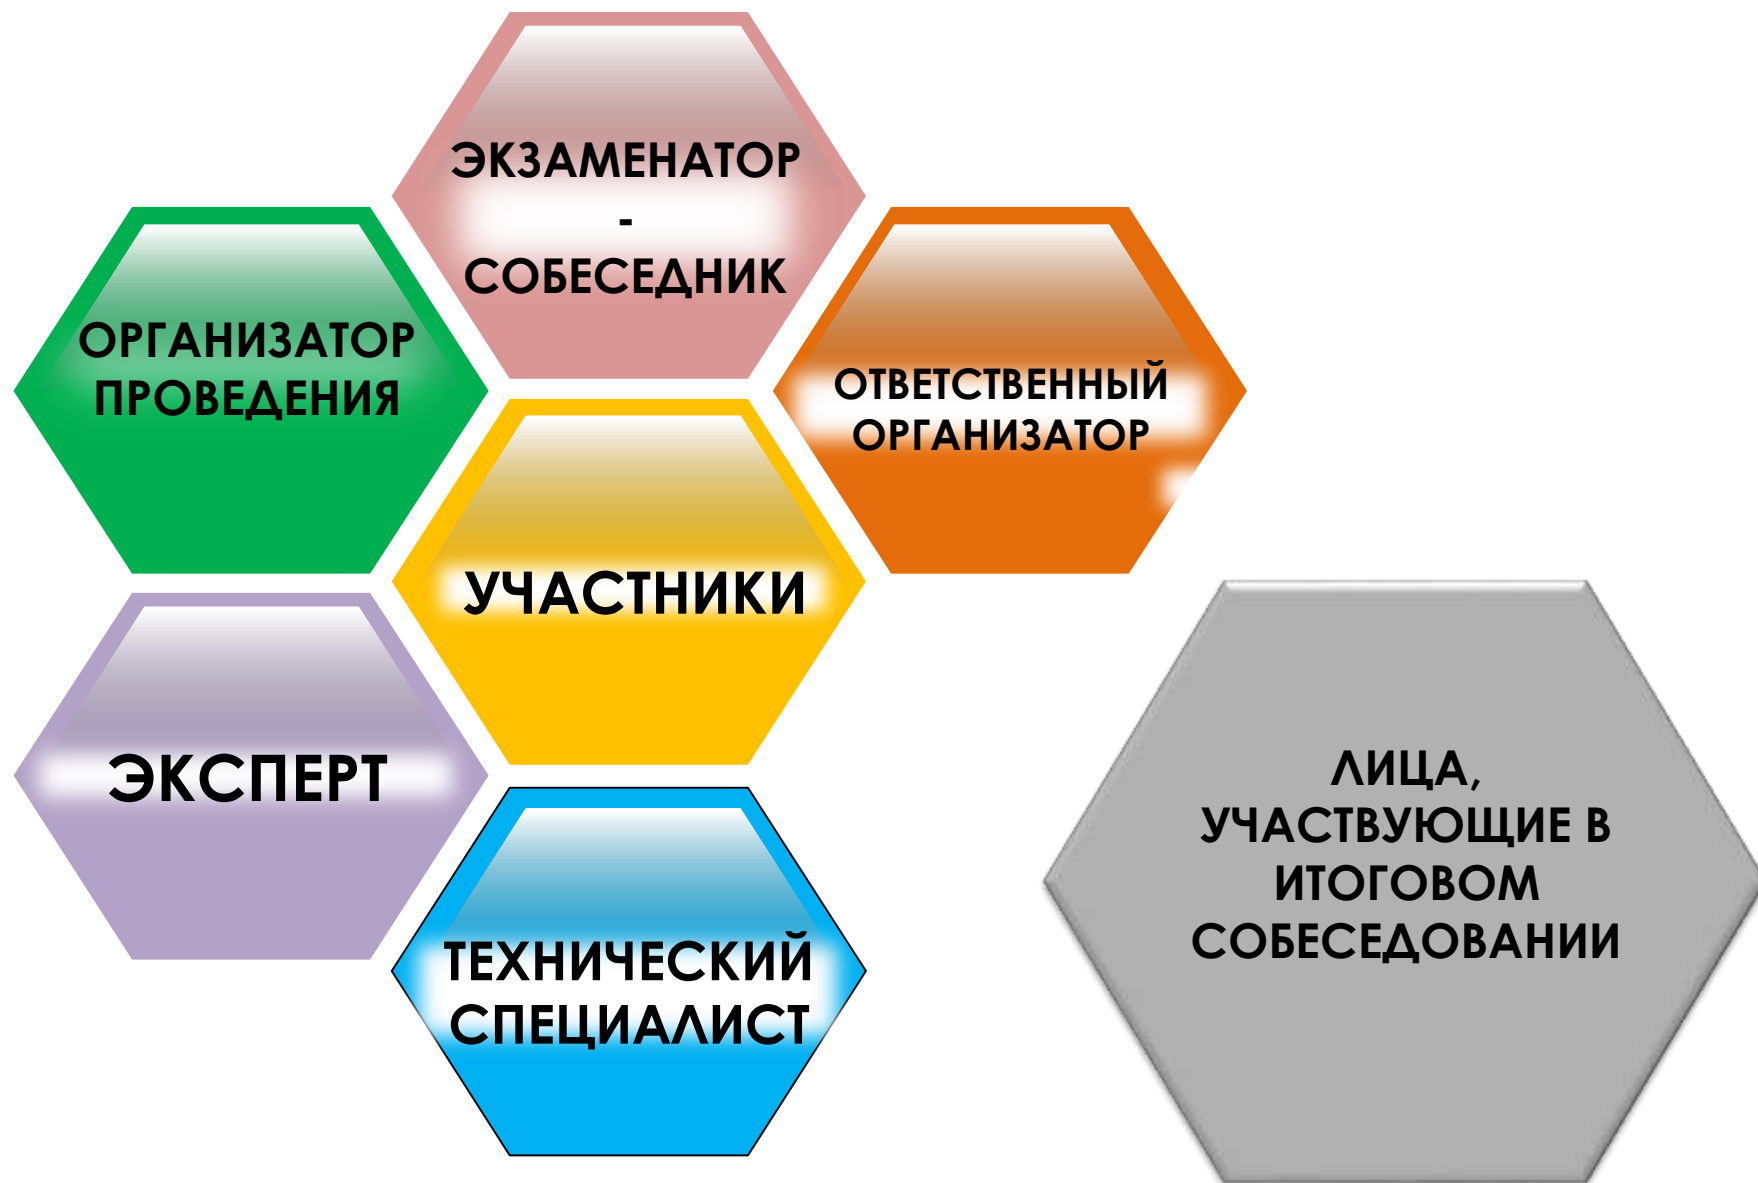 ЭКЗАМЕНАТОР
-
СОБЕСЕДНИК
ОРГАНИЗАТОР
ПРОВЕДЕНИЯ
ОТВЕТСТВЕННЫЙ
ОРГАНИЗАТОР
УЧАСТНИКИ
ЭКСПЕРТ
ТЕХНИЧЕСКИЙ
СПЕЦИАЛИСТ
ЛИЦА,
УЧАСТВУЮЩИЕ В
ИТОГОВОМ
СОБЕСЕДОВАНИИ